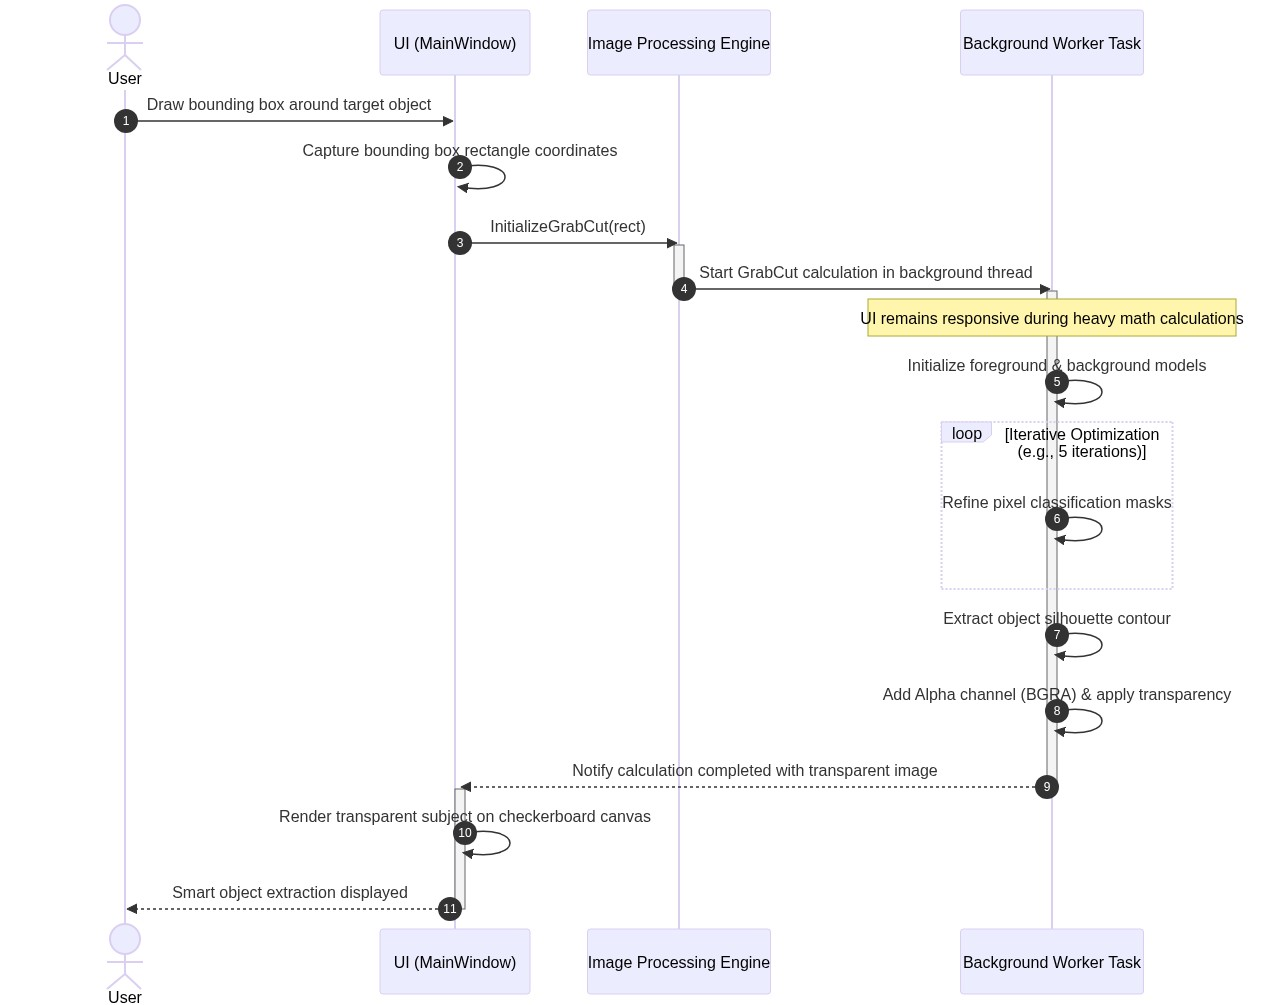 User
UI (MainWindow)
Image Processing Engine
Background Worker Task
Draw bounding box around target object
1
Capture bounding box rectangle coordinates
2
InitializeGrabCut(rect)
3
Start GrabCut calculation in background thread
4
UI remains responsive during heavy math calculations
Initialize foreground & background models
5
loop
[Iterative Optimization
(e.g., 5 iterations)]
Refine pixel classification masks
6
Extract object silhouette contour
7
Add Alpha channel (BGRA) & apply transparency
8
Notify calculation completed with transparent image
9
Render transparent subject on checkerboard canvas
10
Smart object extraction displayed
11
User
UI (MainWindow)
Image Processing Engine
Background Worker Task